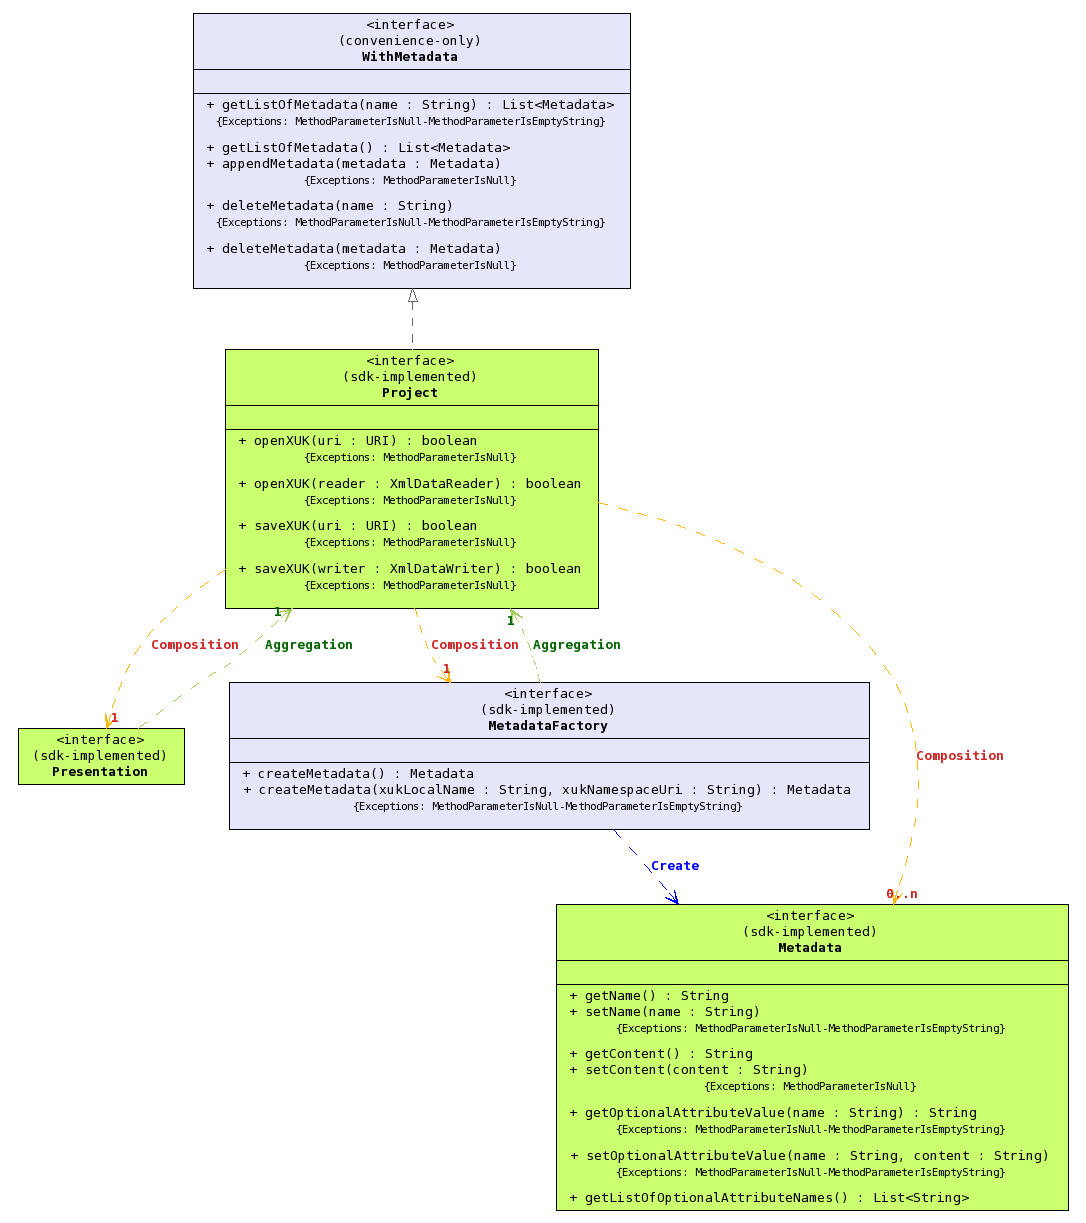 <interface>
(convenience-only)
WithMetadata
+ getListOfMetadata(name : String) : List<Metadata>
{Exceptions: MethodParameterIsNull-MethodParameterIsEmptyString}
+ getListOfMetadata() : List<Metadata>
+ appendMetadata(metadata : Metadata)
{Exceptions: MethodParameterIsNull}
+ deleteMetadata(name : String)
{Exceptions: MethodParameterIsNull-MethodParameterIsEmptyString}
+ deleteMetadata(metadata : Metadata)
{Exceptions: MethodParameterIsNull}
<interface>
(sdk-implemented)
Project
+ openXUK(uri : URI) : boolean
{Exceptions: MethodParameterIsNull}
+ openXUK(reader : XmlDataReader) : boolean
{Exceptions: MethodParameterIsNull}
+ saveXUK(uri : URI) : boolean
{Exceptions: MethodParameterIsNull}
+ saveXUK(writer : XmlDataWriter) : boolean
{Exceptions: MethodParameterIsNull}
1
1
Composition
Aggregation
Composition
Aggregation
1
1
<interface>
(sdk-implemented)
Presentation
<interface>
(sdk-implemented)
MetadataFactory
+ createMetadata() : Metadata
+ createMetadata(xukLocalName : String, xukNamespaceUri : String) : Metadata
{Exceptions: MethodParameterIsNull-MethodParameterIsEmptyString}
Composition
Create
0..n
<interface>
(sdk-implemented)
Metadata
+ getName() : String
+ setName(name : String)
{Exceptions: MethodParameterIsNull-MethodParameterIsEmptyString}
+ getContent() : String
+ setContent(content : String)
{Exceptions: MethodParameterIsNull}
+ getOptionalAttributeValue(name : String) : String
{Exceptions: MethodParameterIsNull-MethodParameterIsEmptyString}
+ setOptionalAttributeValue(name : String, content : String)
{Exceptions: MethodParameterIsNull-MethodParameterIsEmptyString}
+ getListOfOptionalAttributeNames() : List<String>